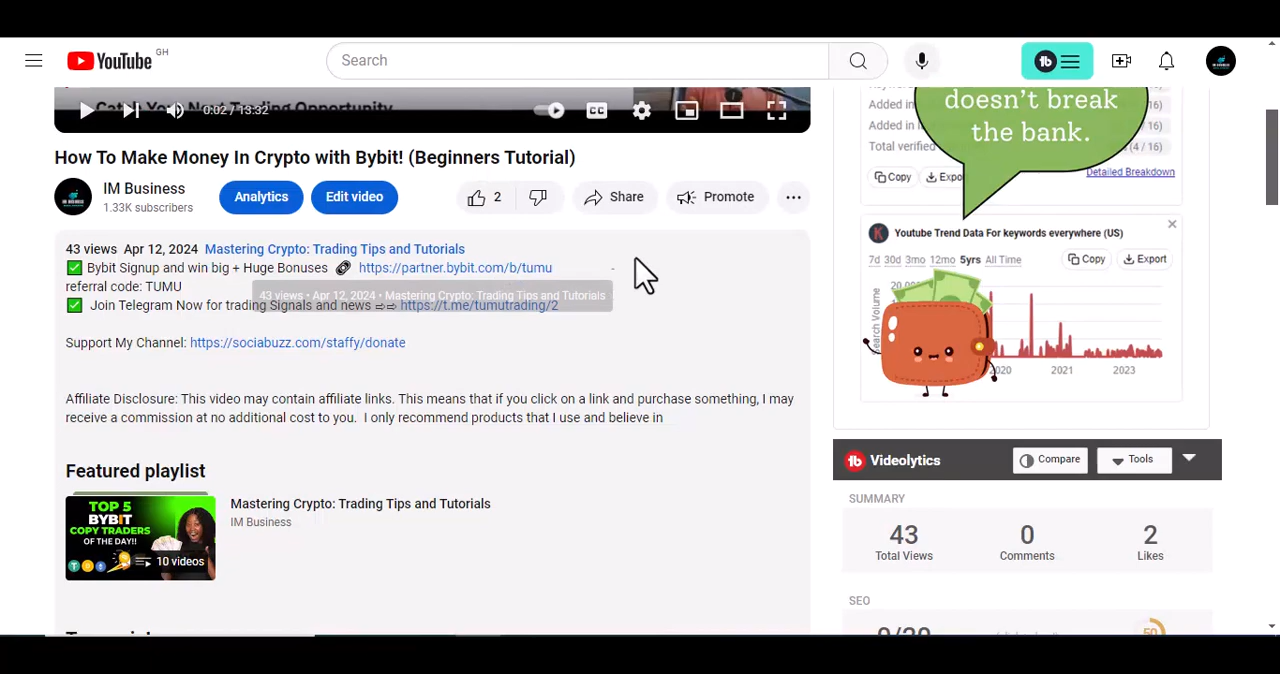 YouTube GH
Search
doesn't break
the bank.
0:02 / 13:32
CC
How To Make Money In Crypto with Bybit! (Beginners Tutorial)
IM Business
1.33K subscribers
Analytics
Edit video
2
Share
Promote
43 views Apr 12, 2024 Mastering Crypto: Trading Tips and Tutorials
✅ Bybit Signup and win big + Huge Bonuses 🔗 https://partner.bybit.com/b/tumu
referral code: TUMU
43 views • Apr 12, 2024 • Mastering Crypto: Trading Tips and Tutorials
✅ Join Telegram Now for trading Signals and news ⇨⇨ https://t.me/tumutrading/2
Support My Channel: https://sociabuzz.com/staffy/donate
Affiliate Disclosure: This video may contain affiliate links. This means that if you click on a link and purchase something, I may
receive a commission at no additional cost to you. I only recommend products that I use and believe in
Featured playlist
TOP 5
BYBIT
COPY TRADERS
OF THE DAY!!
10 videos
Mastering Crypto: Trading Tips and Tutorials
IM Business
Added in
/ 16)
Added in
/ 16)
Total verified
(4 / 16)
Copy
Detailed Breakdown
Youtube Trend Data For keywords everywhere (US)
7d 30d 3mo 12mo 5yrs All Time
Copy
Export
2020
2021
2023
tb Videolytics
Compare
Tools
SUMMARY
43
Total Views
0
Comments
2
Likes
SEO